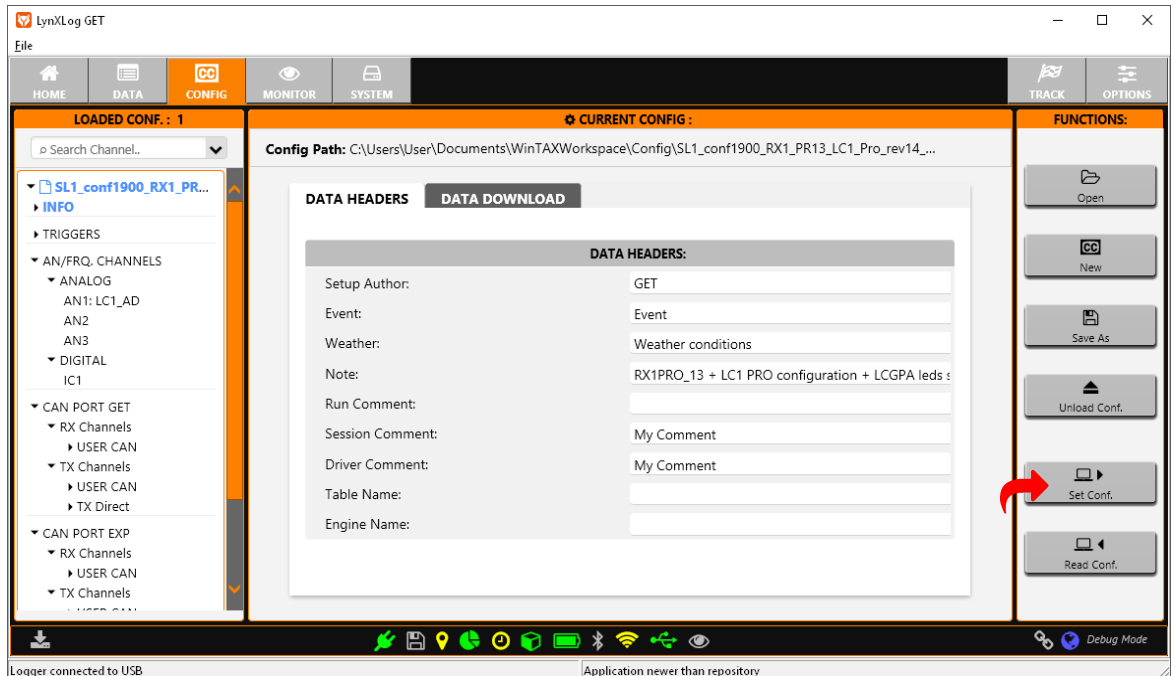 LynXLog GET
File
HOME
DATA
CC
CONFIG
MONITOR
SYSTEM
TRACK
OPTIONS
LOADED CONF. : 1
Search Channel..
SL1_conf1900_RX1_PR...
INFO
TRIGGERS
AN/FRQ. CHANNELS
ANALOG
AN1: LC1_AD
AN2
AN3
DIGITAL
IC1
CAN PORT GET
RX Channels
USER CAN
TX Channels
USER CAN
TX Direct
CAN PORT EXP
RX Channels
USER CAN
TX Channels
CURRENT CONFIG :
Config Path: C:\Users\User\Documents\WinTAXWorkspace\Config\SL1_conf1900_RX1_PR13_LC1_Pro_rev14_...
DATA HEADERS
DATA DOWNLOAD
DATA HEADERS:
Setup Author: GET
Event: Event
Weather: Weather conditions
Note: RX1PRO_13 + LC1 PRO configuration + LCGPA leds s
Run Comment:
Session Comment: My Comment
Driver Comment: My Comment
Table Name:
Engine Name:
FUNCTIONS:
Open
CC
New
Save As
Unload Conf.
Set Conf.
Read Conf.
Debug Mode
Logger connected to USB
Application newer than repository